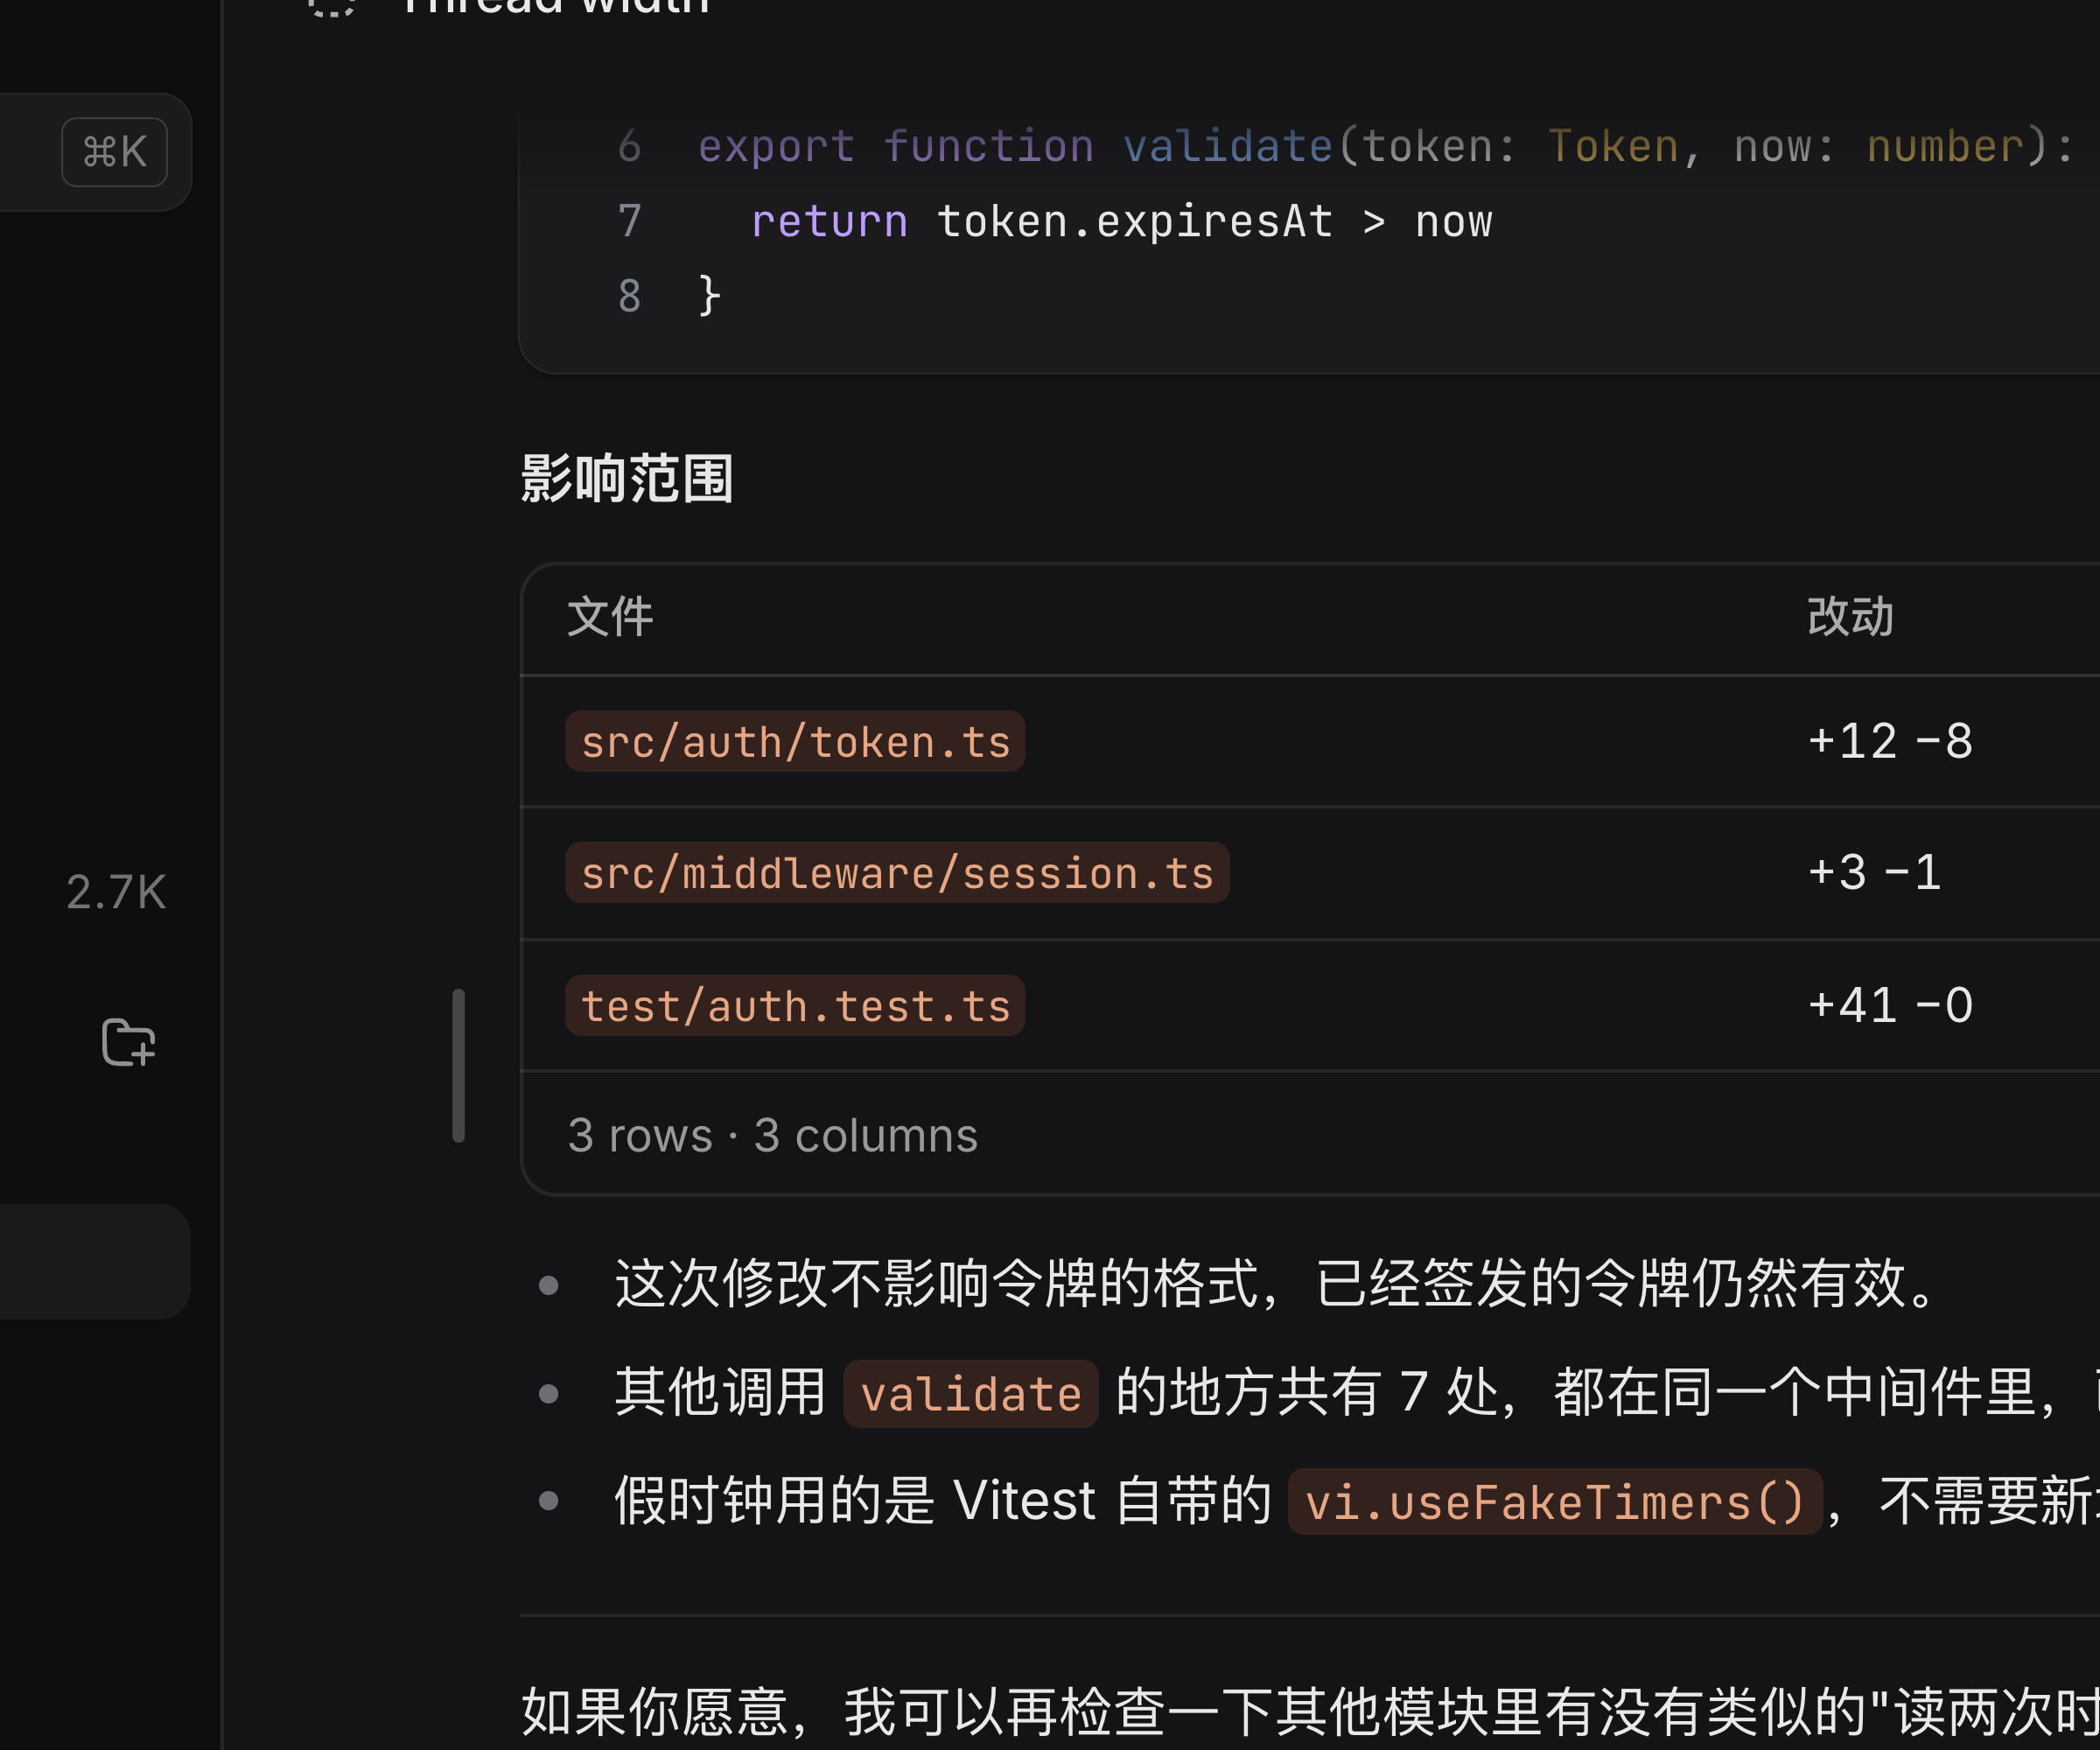 Thread width
⌘K
6 export function validate(token: Token, now: number):
7 return token.expiresAt > now
8 }
影响范围
文件 改动
src/auth/token.ts +12 −8
src/middleware/session.ts +3 −1
2.7K
test/auth.test.ts +41 −0
3 rows · 3 columns
这次修改不影响令牌的格式，已经签发的令牌仍然有效。
其他调用 validate 的地方共有 7 处，都在同一个中间件里，
假时钟用的是 Vitest 自带的 vi.useFakeTimers()，不需要新
如果你愿意，我可以再检查一下其他模块里有没有类似的"读两次时